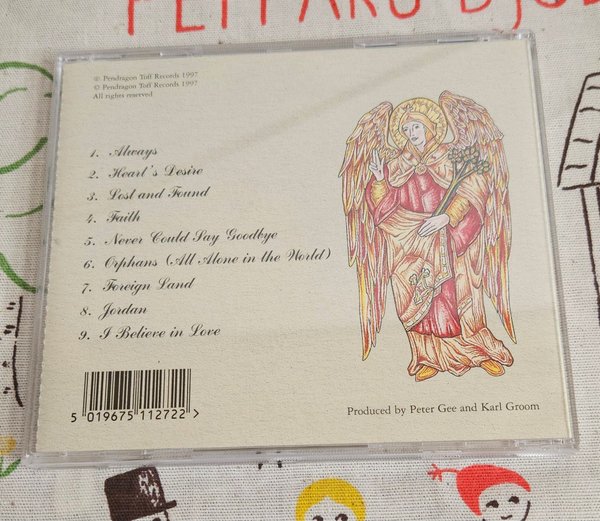 PEPPARS DJU
℗ Pendragon Toff Records 1997
© Pendragon Toff Records 1997
All rights reserved
1. Always
2. Heart's Desire
3. Lost and Found
4. Faith
5. Never Could Say Goodbye
6. Orphans (All Alone in the World)
7. Foreign Land
8. Jordan
9. I Believe in Love
5 019675 112722 >
Produced by Peter Gee and Karl Groom